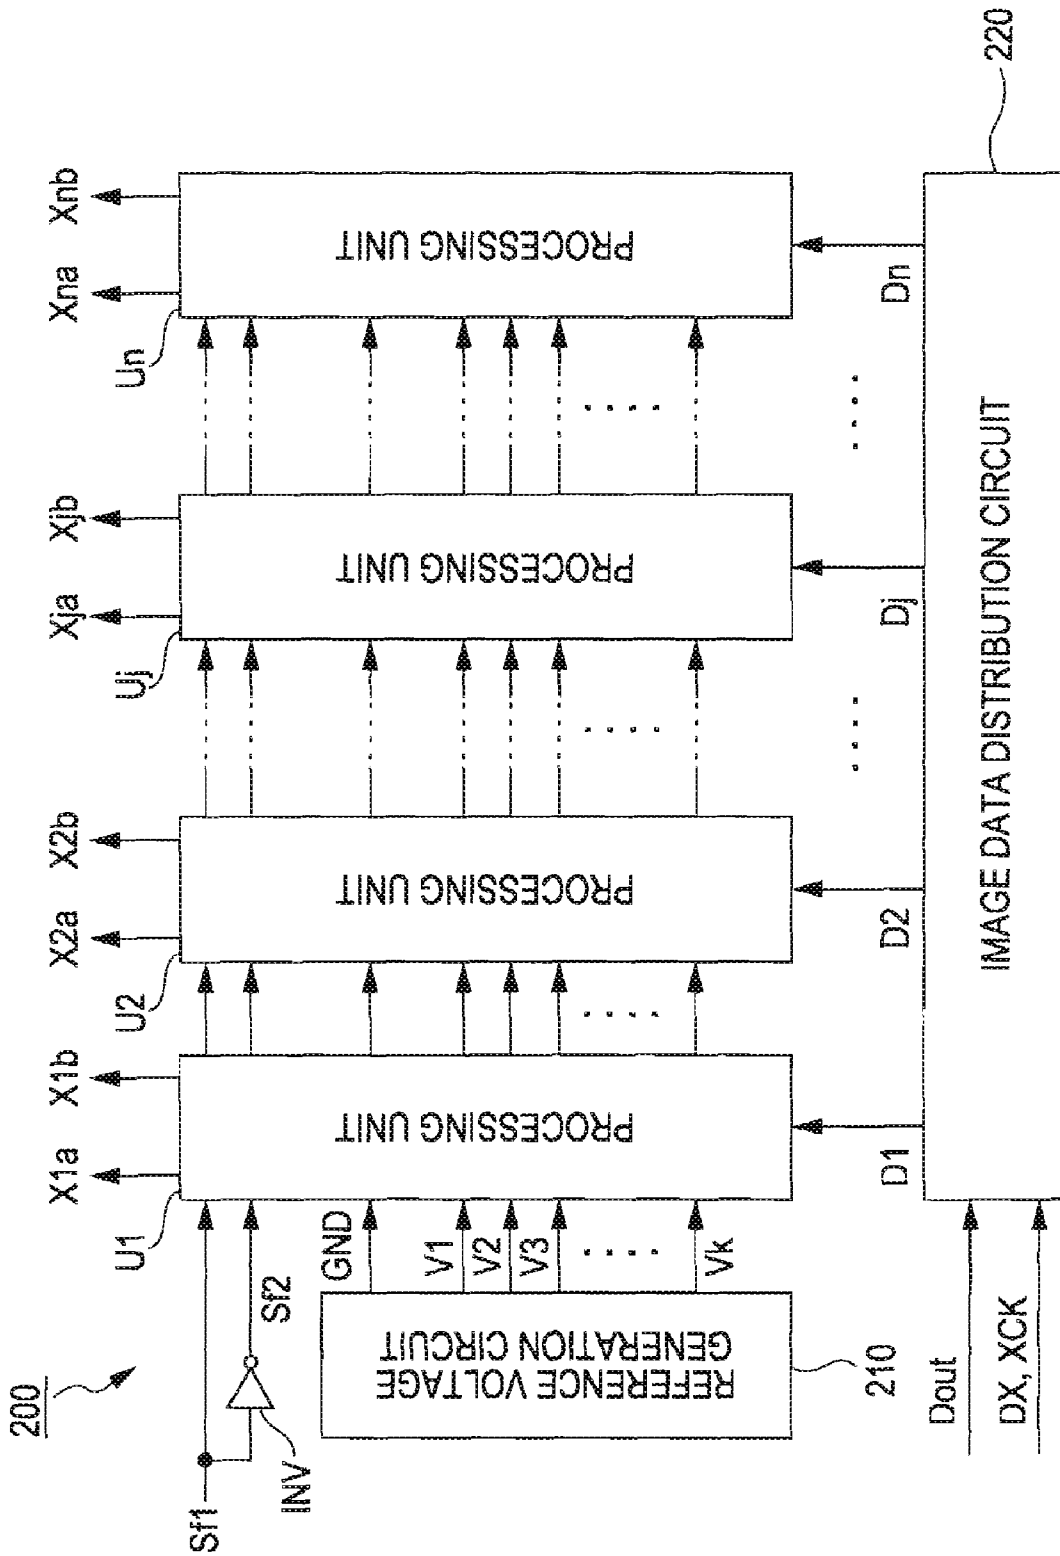 200
Sf1
INV
Sf2
U1
X1a
X1b
U2
X2a
X2b
Uj
Xja
Xjb
Un
Xna
Xnb
REFERENCE VOLTAGE
GENERATION CIRCUIT
210
GND
V1
V2
V3
Vk
PROCESSING UNIT
PROCESSING UNIT
PROCESSING UNIT
PROCESSING UNIT
D1
D2
Dj
Dn
Dout
DX, XCK
IMAGE DATA DISTRIBUTION CIRCUIT
220